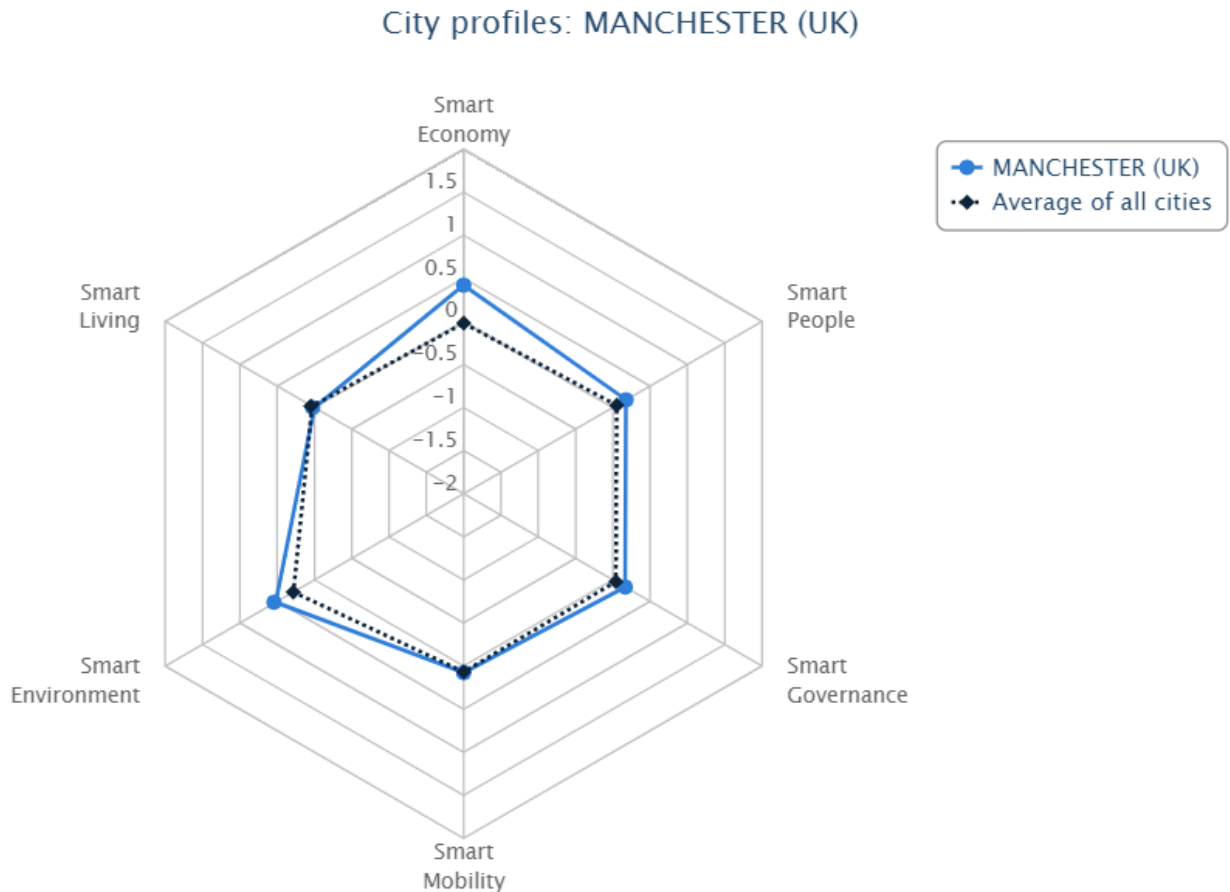 City profiles: MANCHESTER (UK)
Smart
Economy
MANCHESTER (UK)
Average of all cities
1.5
1
0.5
0
−0.5
−1
−1.5
−2
Smart
Living
Smart
People
Smart
Environment
Smart
Governance
Smart
Mobility